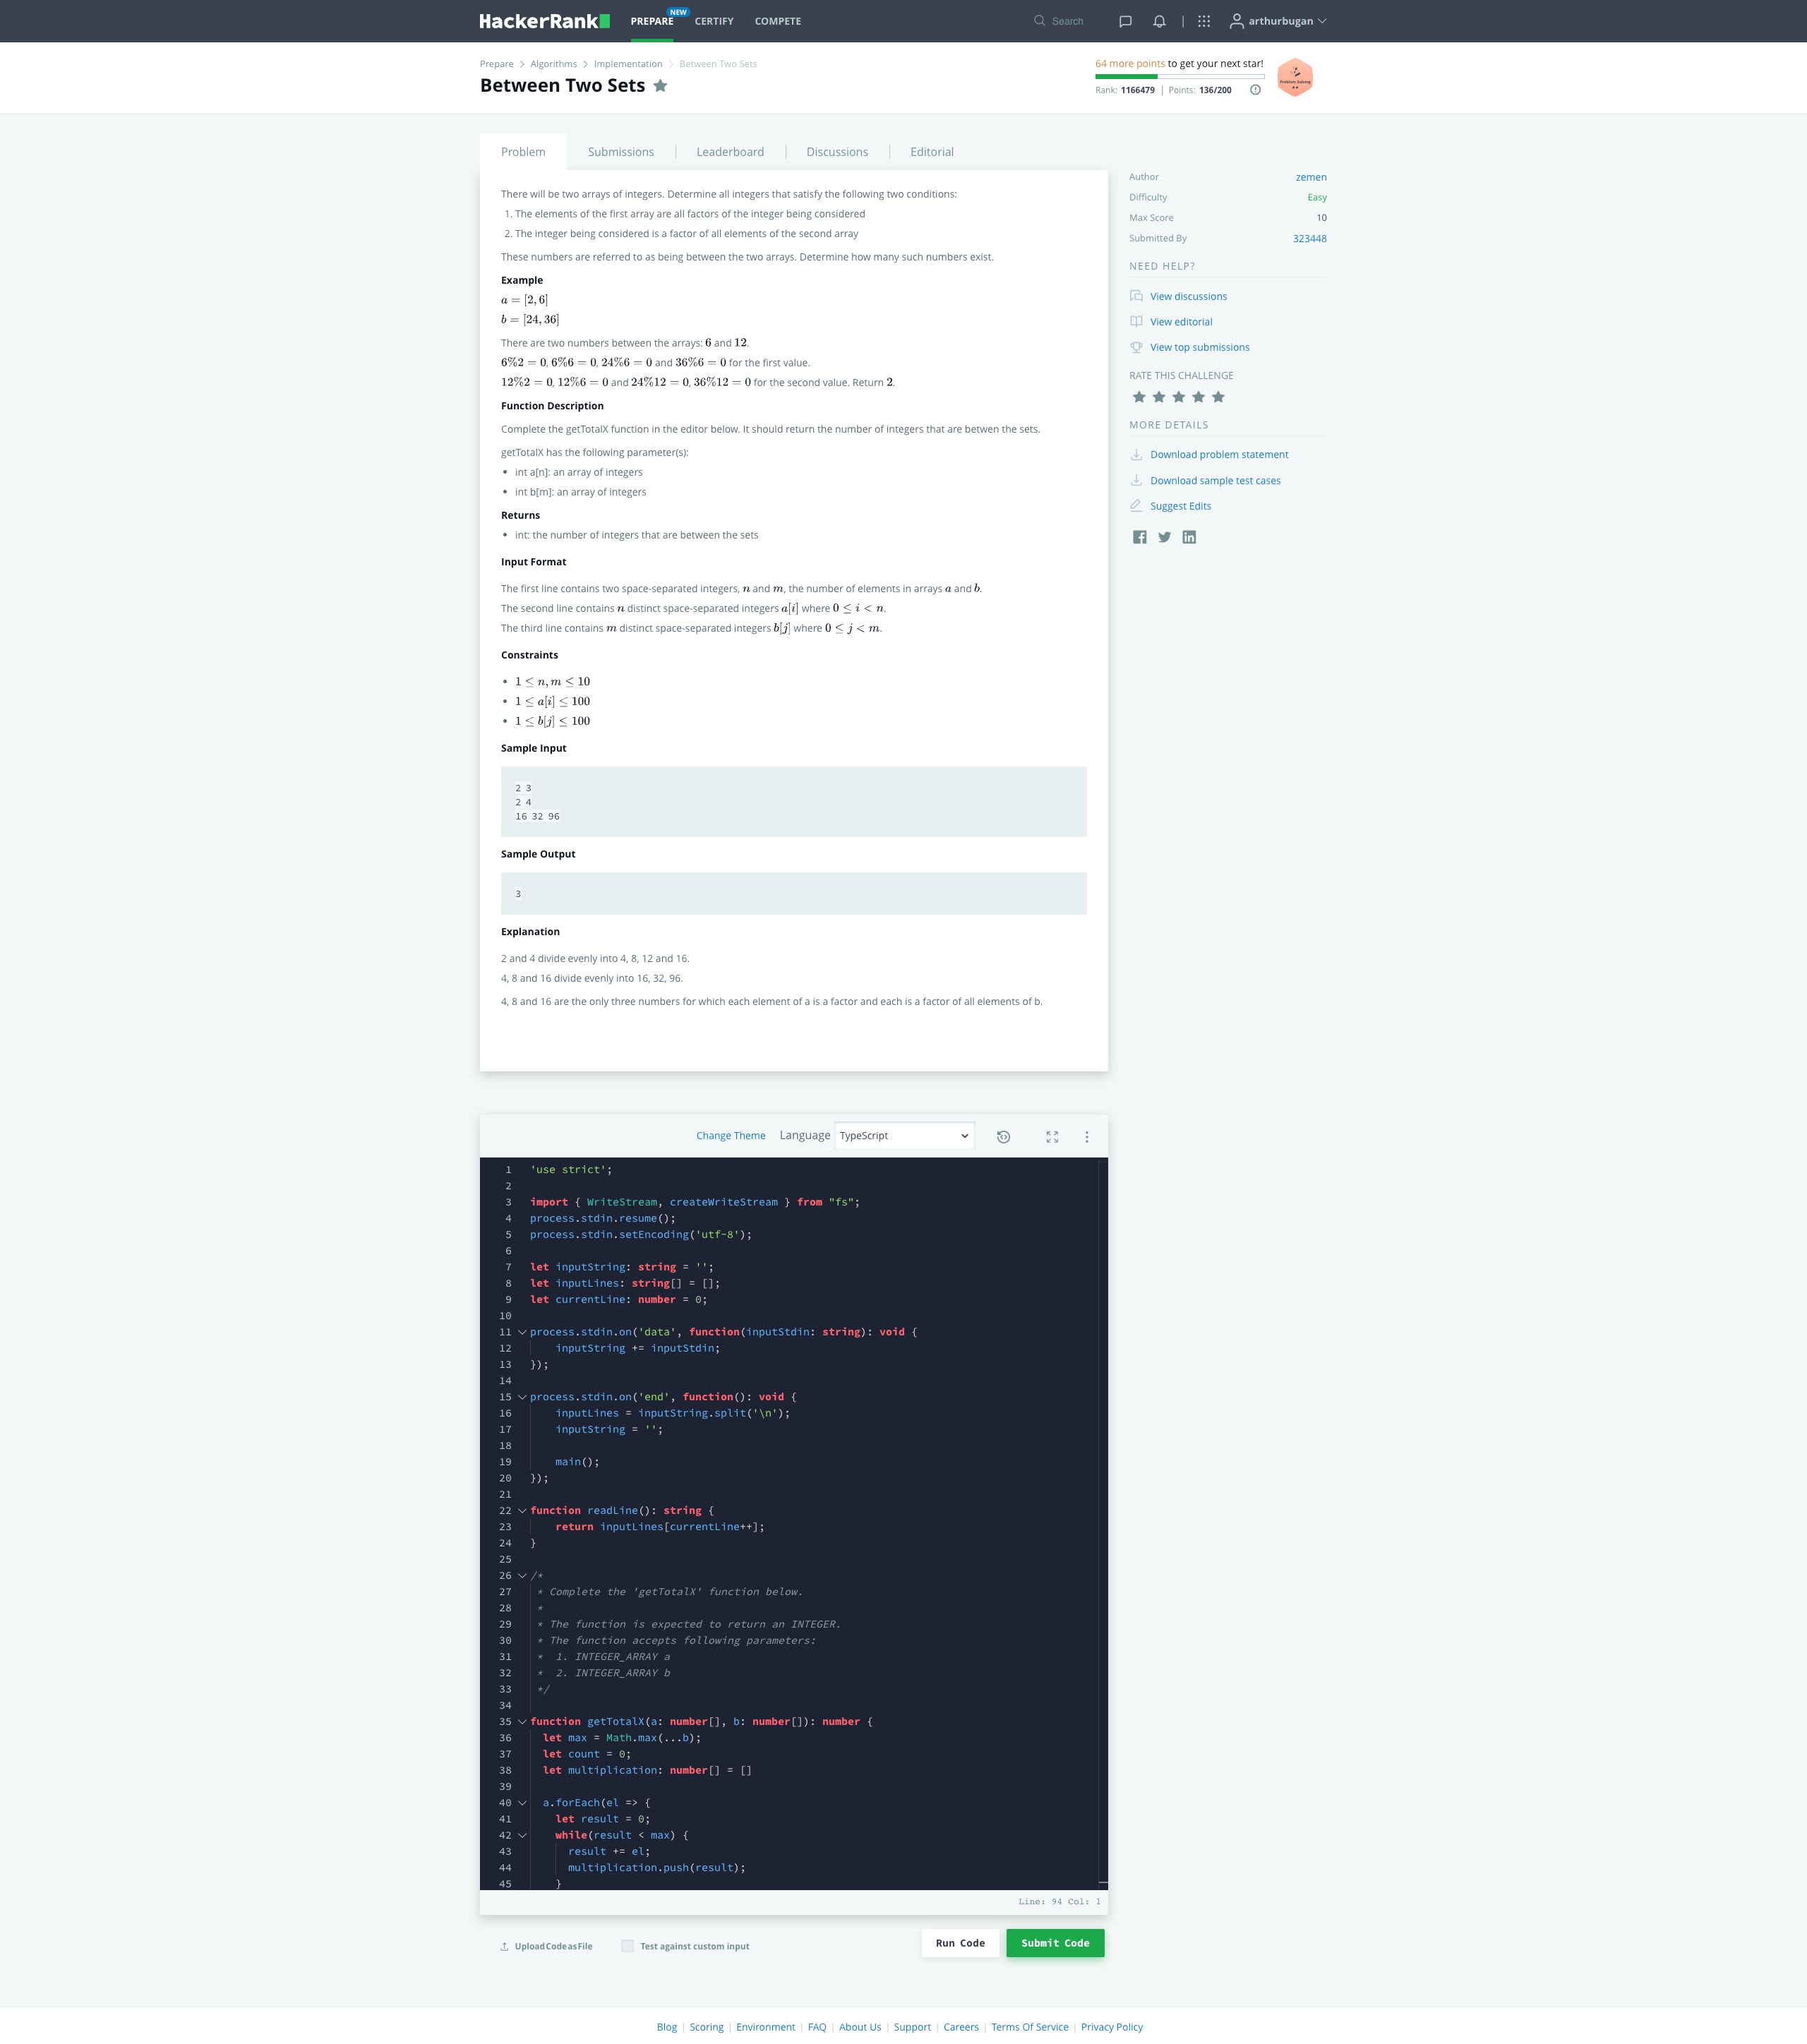 HackerRank
PREPARE NEW CERTIFY COMPETE Search arthurbugan
Prepare Algorithms Implementation Between Two Sets
Between Two Sets
64 more points to get your next star!
Rank: 1166479 | Points: 136/200
Problem Solving
Problem Submissions Leaderboard Discussions Editorial
There will be two arrays of integers. Determine all integers that satisfy the following two conditions:
1. The elements of the first array are all factors of the integer being considered
2. The integer being considered is a factor of all elements of the second array
These numbers are referred to as being between the two arrays. Determine how many such numbers exist.
Example
a = [2, 6]
b = [24, 36]
There are two numbers between the arrays: 6 and 12.
6%2 = 0, 6%6 = 0, 24%6 = 0 and 36%6 = 0 for the first value.
12%2 = 0, 12%6 = 0 and 24%12 = 0, 36%12 = 0 for the second value. Return 2.
Function Description
Complete the getTotalX function in the editor below. It should return the number of integers that are betwen the sets.
getTotalX has the following parameter(s):
• int a[n]: an array of integers
• int b[m]: an array of integers
Returns
• int: the number of integers that are between the sets
Input Format
The first line contains two space-separated integers, n and m, the number of elements in arrays a and b.
The second line contains n distinct space-separated integers a[i] where 0 ≤ i < n.
The third line contains m distinct space-separated integers b[j] where 0 ≤ j < m.
Constraints
• 1 ≤ n, m ≤ 10
• 1 ≤ a[i] ≤ 100
• 1 ≤ b[j] ≤ 100
Sample Input
2 3
2 4
16 32 96
Sample Output
3
Explanation
2 and 4 divide evenly into 4, 8, 12 and 16.
4, 8 and 16 divide evenly into 16, 32, 96.
4, 8 and 16 are the only three numbers for which each element of a is a factor and each is a factor of all elements of b.
Author zemen
Difficulty Easy
Max Score 10
Submitted By 323448
NEED HELP?
View discussions
View editorial
View top submissions
RATE THIS CHALLENGE
MORE DETAILS
Download problem statement
Download sample test cases
Suggest Edits
Change Theme Language TypeScript
1 'use strict';
2
3 import { WriteStream, createWriteStream } from "fs";
4 process.stdin.resume();
5 process.stdin.setEncoding('utf-8');
6
7 let inputString: string = '';
8 let inputLines: string[] = [];
9 let currentLine: number = 0;
10
11 process.stdin.on('data', function(inputStdin: string): void {
12 inputString += inputStdin;
13 });
14
15 process.stdin.on('end', function(): void {
16 inputLines = inputString.split('\n');
17 inputString = '';
18
19 main();
20 });
21
22 function readLine(): string {
23 return inputLines[currentLine++];
24 }
25
26 /*
27 * Complete the 'getTotalX' function below.
28 *
29 * The function is expected to return an INTEGER.
30 * The function accepts following parameters:
31 * 1. INTEGER_ARRAY a
32 * 2. INTEGER_ARRAY b
33 */
34
35 function getTotalX(a: number[], b: number[]): number {
36 let max = Math.max(...b);
37 let count = 0;
38 let multiplication: number[] = []
39
40 a.forEach(el => {
41 let result = 0;
42 while(result < max) {
43 result += el;
44 multiplication.push(result);
45 }
Line: 94 Col: 1
Upload Code as File Test against custom input Run Code Submit Code
Blog | Scoring | Environment | FAQ | About Us | Support | Careers | Terms Of Service | Privacy Policy